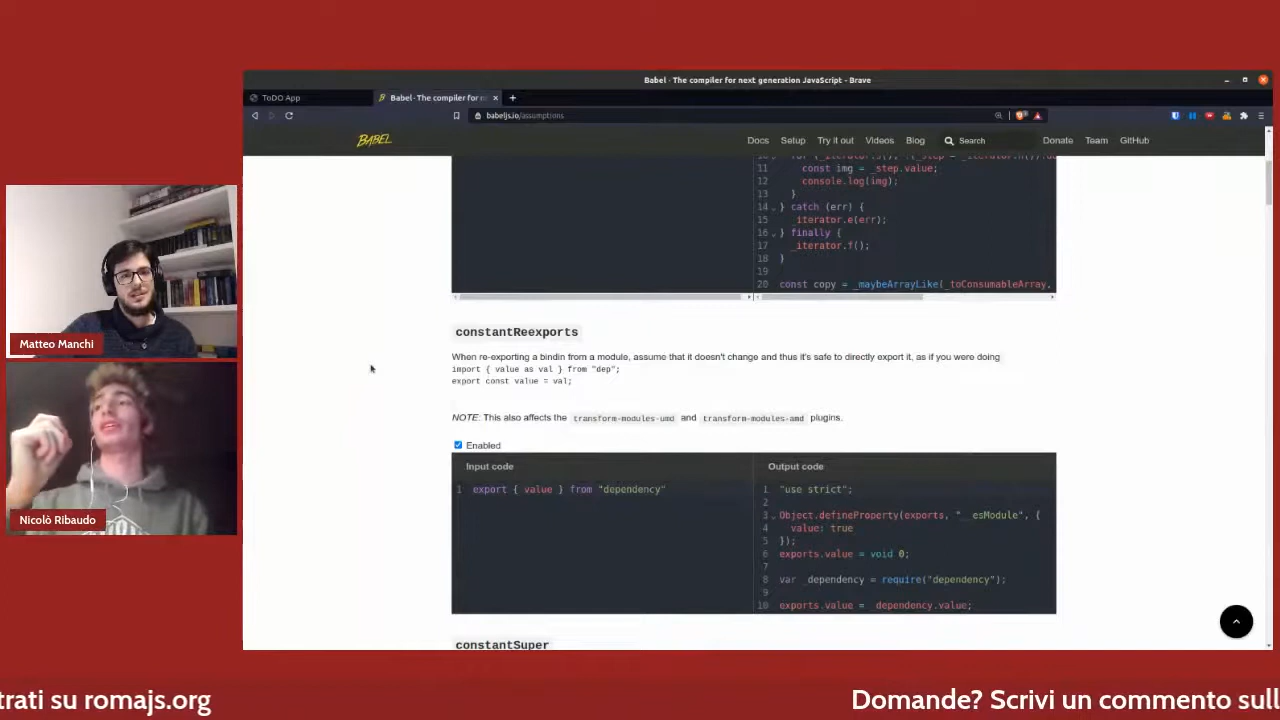 Babel · The compiler for next generation JavaScript - Brave
ToDO App
Babel · The compiler for n
babeljs.io/assumptions
BABEL
Docs Setup Try it out Videos Blog Search Donate Team GitHub
11 const img = _step.value;
12 console.log(img);
13 }
14 } catch (err) {
15 _iterator.e(err);
16 } finally {
17 _iterator.f();
18 }
19
20 const copy = _maybeArrayLike(_toConsumableArray,
constantReexports
When re-exporting a bindin from a module, assume that it doesn't change and thus it's safe to directly export it, as if you were doing
import { value as val } from "dep";
export const value = val;
NOTE: This also affects the transform-modules-umd and transform-modules-amd plugins.
Enabled
Input code
1 export { value } from "dependency"
Output code
1 "use strict";
2
3 Object.defineProperty(exports, "__esModule", {
4 value: true
5 });
6 exports.value = void 0;
7
8 var _dependency = require("dependency");
9
10 exports.value = _dependency.value;
constantSuper
Matteo Manchi
Nicolò Ribaudo
trati su romajs.org
Domande? Scrivi un commento sull